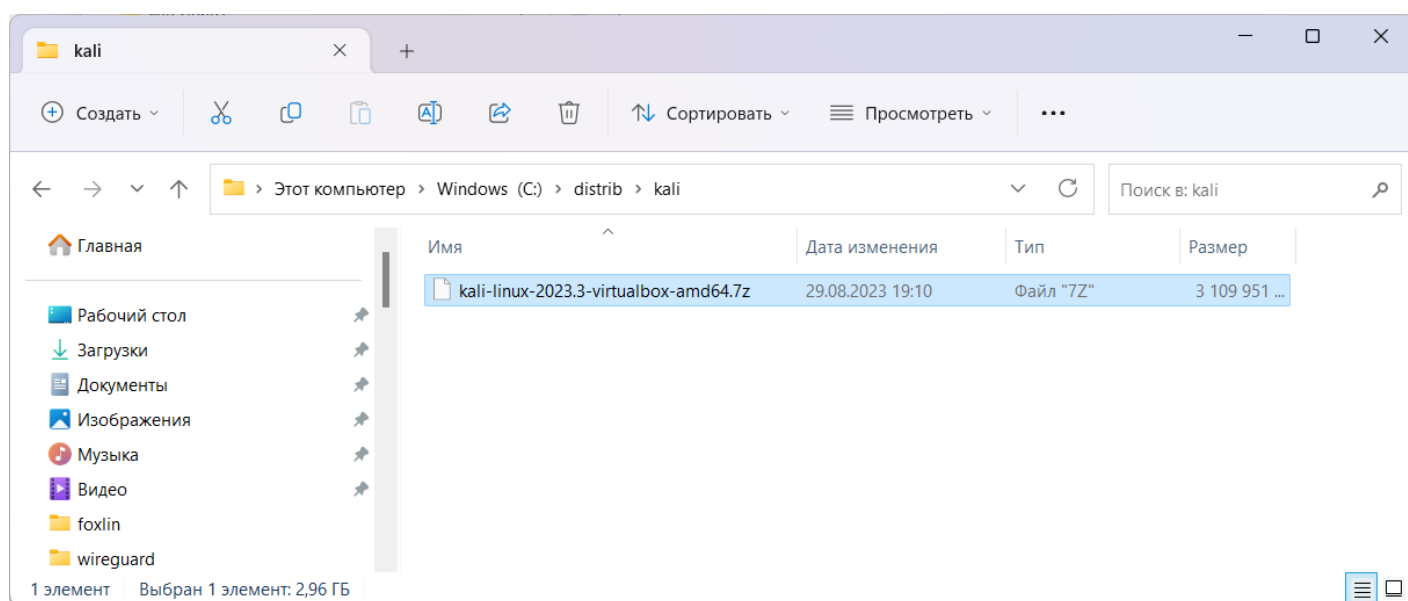 kali
Создать
Сортировать
Просмотреть
Этот компьютер > Windows (C:) > distrib > kali
Поиск в: kali
Главная
Имя
Дата изменения
Тип
Размер
kali-linux-2023.3-virtualbox-amd64.7z
29.08.2023 19:10
Файл "7Z"
3 109 951 ...
Рабочий стол
Загрузки
Документы
Изображения
Музыка
Видео
foxlin
wireguard
1 элемент
Выбран 1 элемент: 2,96 ГБ